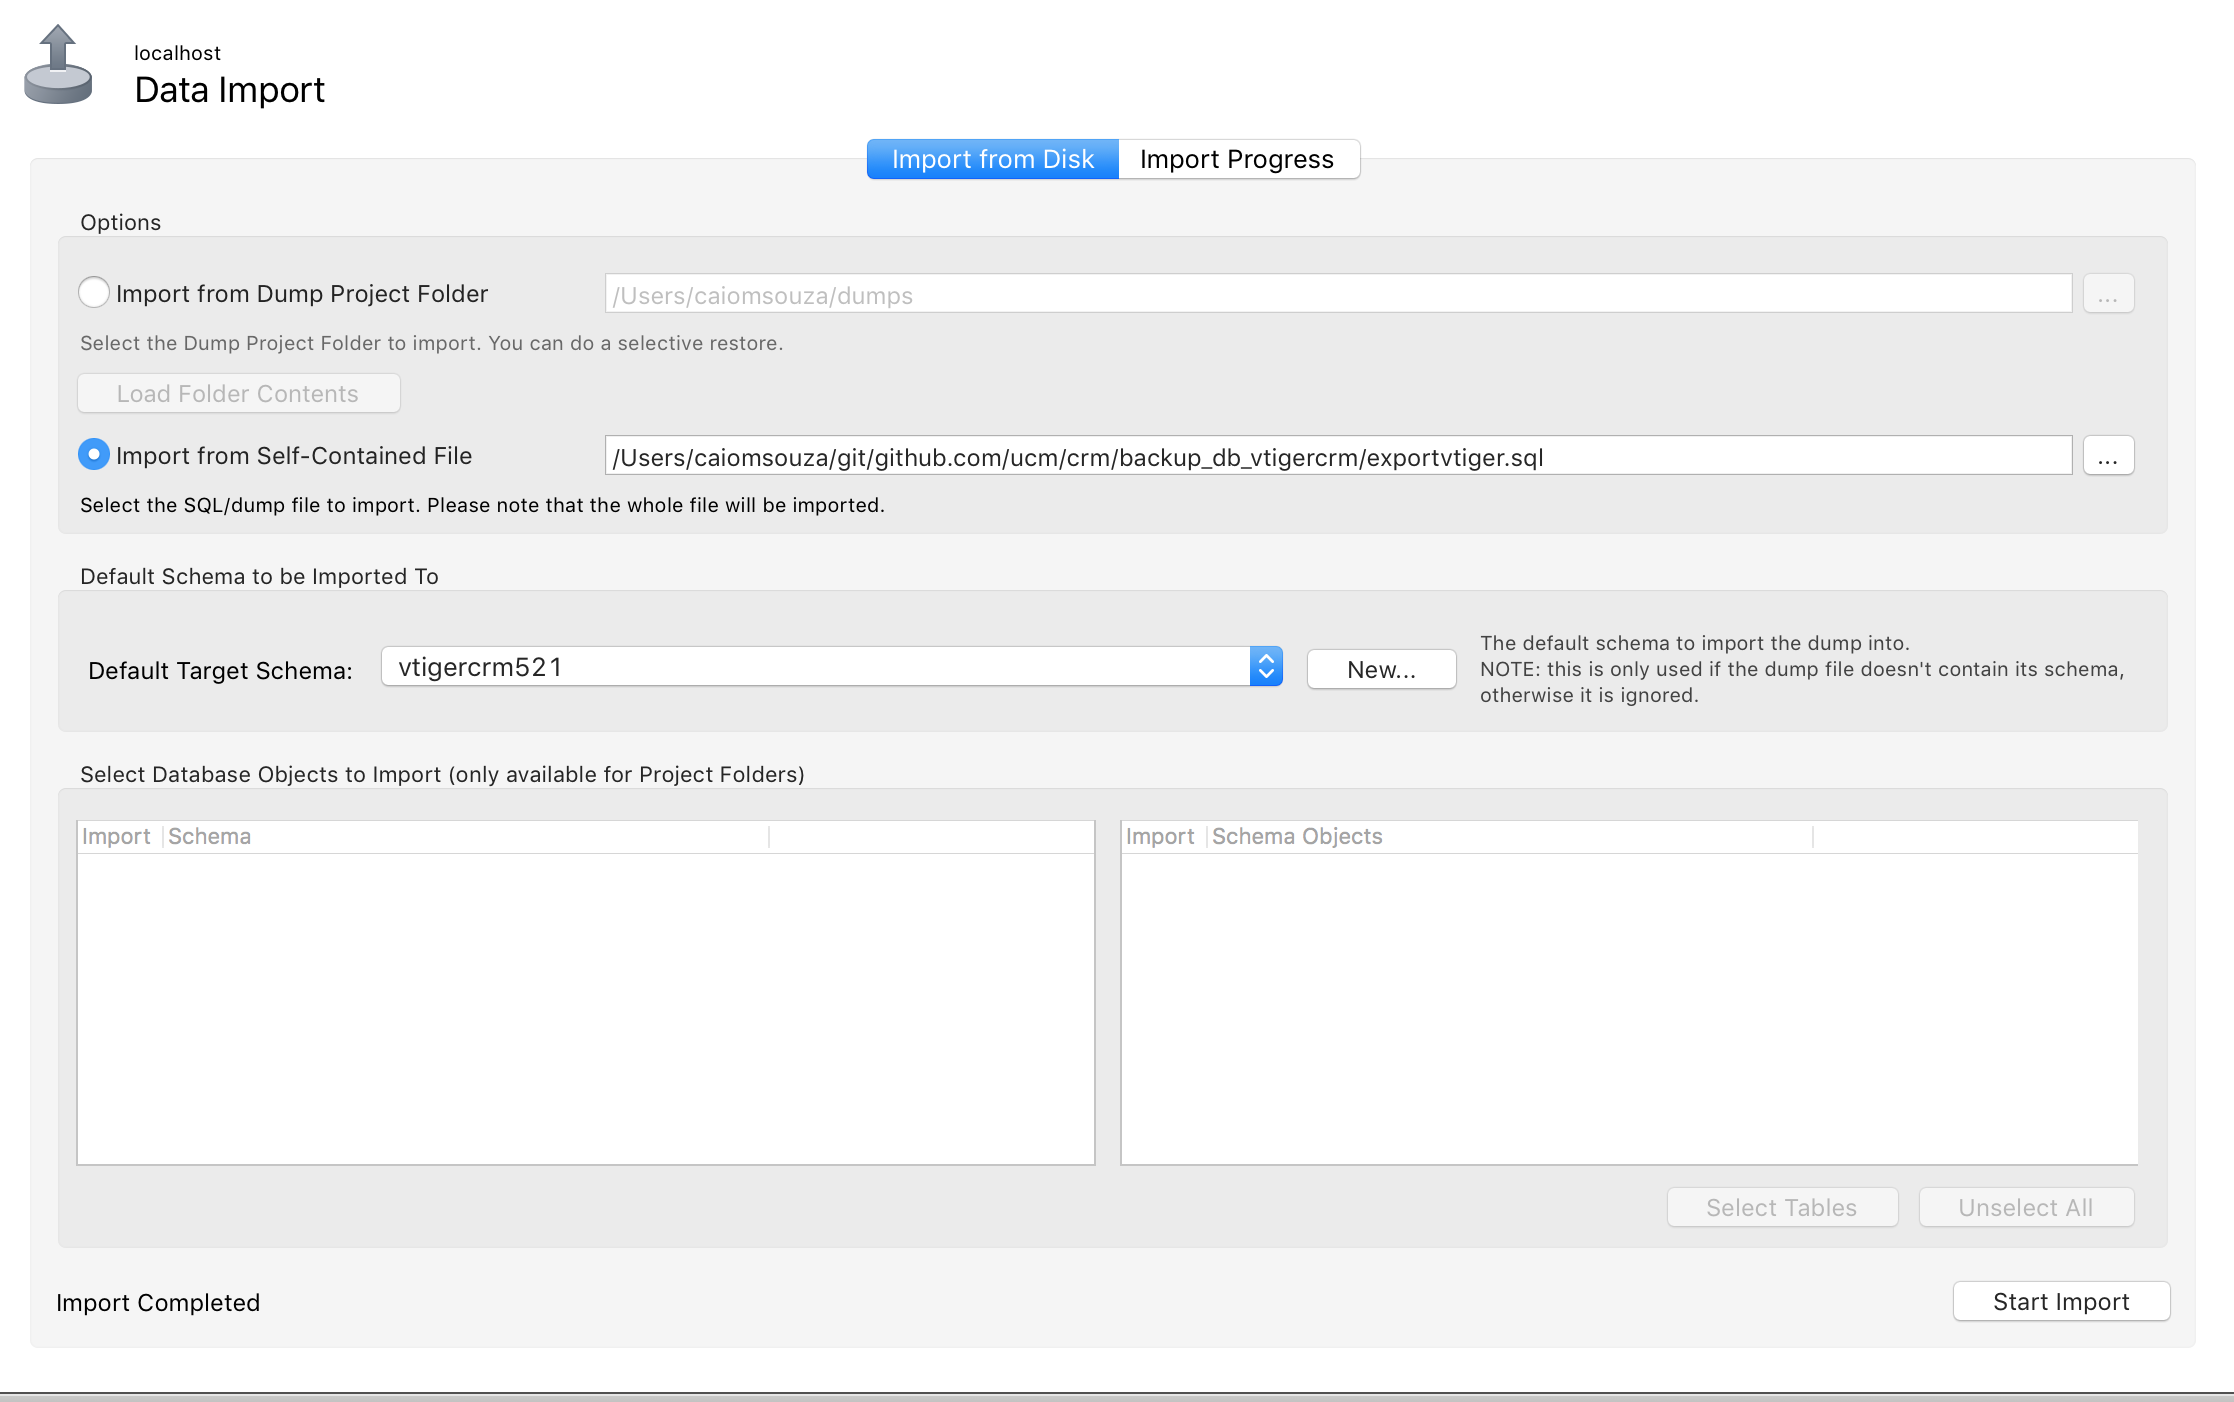 localhost
Data Import
Import from Disk
Import Progress
Options
Import from Dump Project Folder
/Users/caiomsouza/dumps
...
Select the Dump Project Folder to import. You can do a selective restore.
Load Folder Contents
Import from Self-Contained File
/Users/caiomsouza/git/github.com/ucm/crm/backup_db_vtigercrm/exportvtiger.sql
...
Select the SQL/dump file to import. Please note that the whole file will be imported.
Default Schema to be Imported To
Default Target Schema:
vtigercrm521
New...
The default schema to import the dump into.
NOTE: this is only used if the dump file doesn't contain its schema,
otherwise it is ignored.
Select Database Objects to Import (only available for Project Folders)
Import
Schema
Import
Schema Objects
Select Tables
Unselect All
Import Completed
Start Import